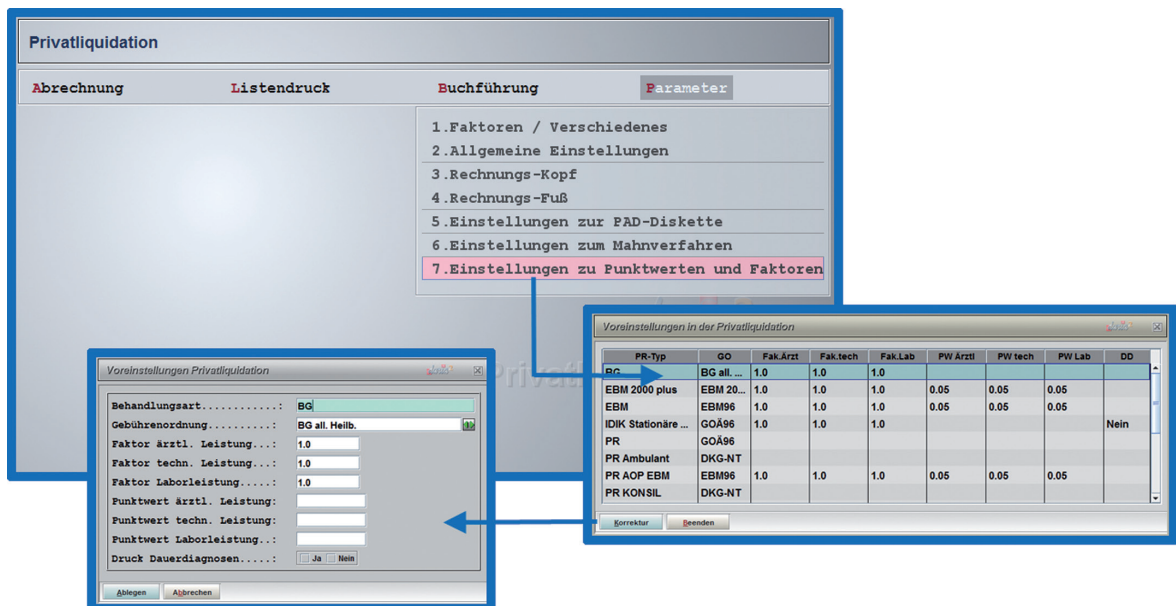 Privatliquidation
Abrechnung Listendruck Buchführung Parameter
1.Faktoren / Verschiedenes
2.Allgemeine Einstellungen
3.Rechnungs-Kopf
4.Rechnungs-Fuß
5.Einstellungen zur PAD-Diskette
6.Einstellungen zum Mahnverfahren
7.Einstellungen zu Punktwerten und Faktoren
Voreinstellungen in der Privatliquidation
PR-Typ GO Fak.Arzt Fak.tech Fak.Lab PW Ärztl PW tech PW Lab DD
BG BG all. ... 1.0 1.0 1.0
EBM 2000 plus EBM 20... 1.0 1.0 1.0 0.05 0.05 0.05
EBM EBM96 1.0 1.0 1.0 0.05 0.05 0.05
IDIK Stationäre ... GOÄ96 1.0 1.0 1.0 Nein
PR GOÄ96
PR Ambulant DKG-NT
PR AOP EBM EBM96 1.0 1.0 1.0 0.05 0.05 0.05
PR KONSIL DKG-NT
Korrektur Beenden
Voreinstellungen Privatliquidation
Behandlungsart............: BG
Gebührenordnung..........: BG all. Heilb.
Faktor ärztl. Leistung...: 1.0
Faktor techn. Leistung...: 1.0
Faktor Laborleistung.....: 1.0
Punktwert ärztl. Leistung:
Punktwert techn. Leistung:
Punktwert Laborleistung..:
Druck Dauerdiagnosen.....: Ja Nein
Ablegen Abbrechen